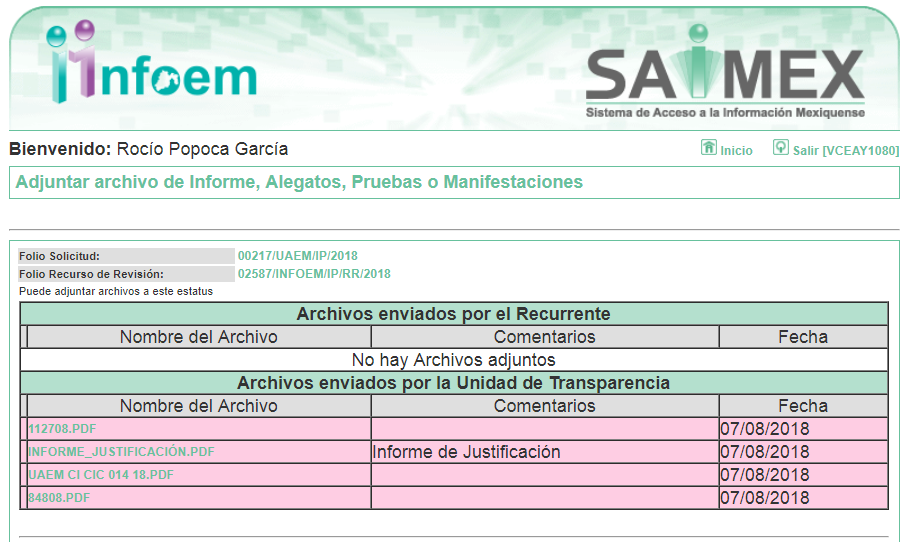 infoem
SAIMEX
Sistema de Acceso a la Información Mexiquense
Bienvenido: Rocío Popoca García
Inicio Salir [VCEAY1080]
Adjuntar archivo de Informe, Alegatos, Pruebas o Manifestaciones
Folio Solicitud: 00217/UAEM/IP/2018
Folio Recurso de Revisión: 02587/INFOEM/IP/RR/2018
Puede adjuntar archivos a este estatus
Archivos enviados por el Recurrente
Nombre del Archivo Comentarios Fecha
No hay Archivos adjuntos
Archivos enviados por la Unidad de Transparencia
Nombre del Archivo Comentarios Fecha
112708.PDF 07/08/2018
INFORME_JUSTIFICACIÓN.PDF Informe de Justificación 07/08/2018
UAEM CI CIC 014 18.PDF 07/08/2018
84808.PDF 07/08/2018